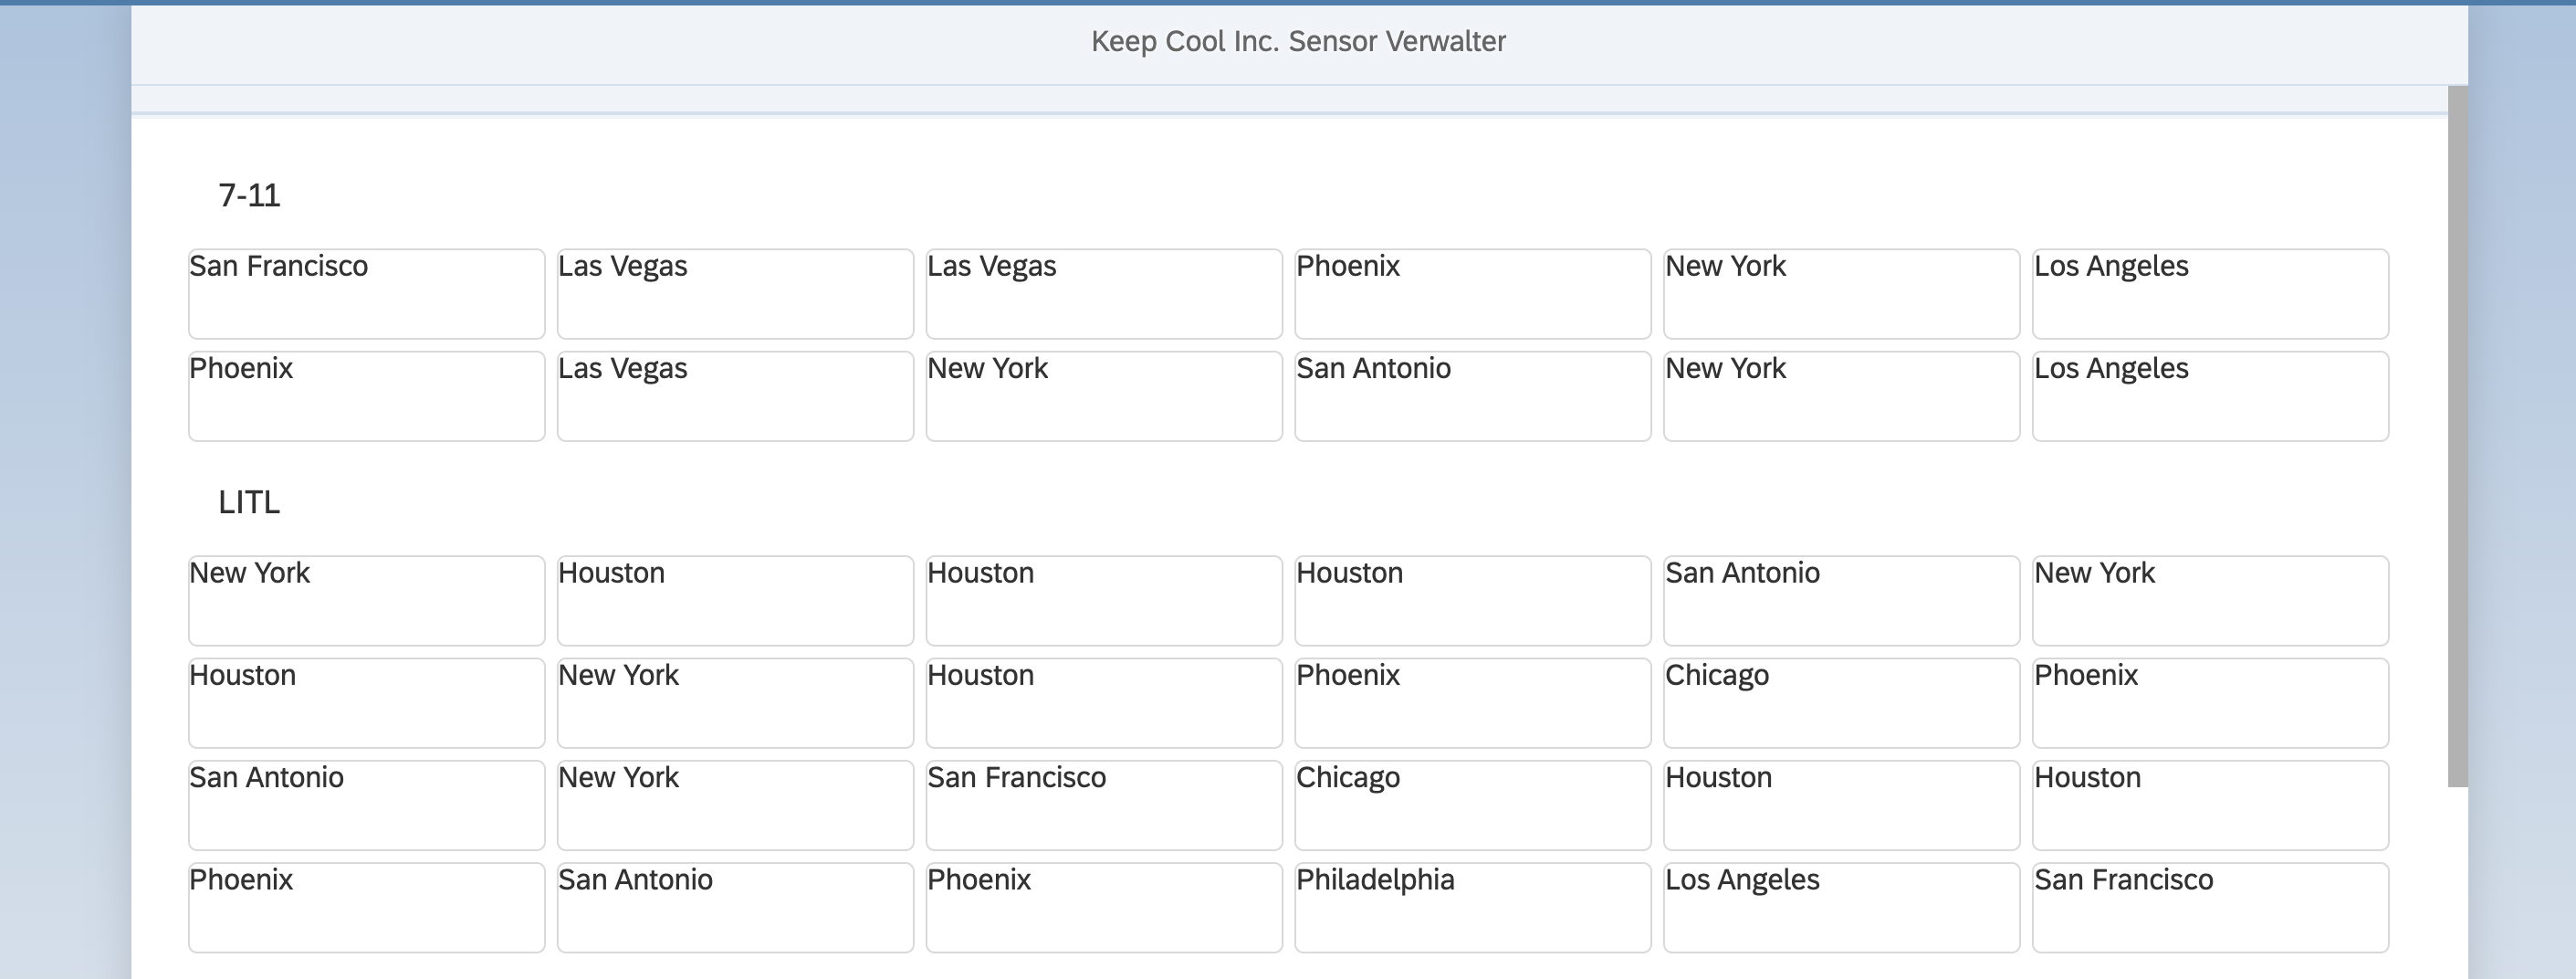 Keep Cool Inc. Sensor Verwalter
7-11
San Francisco Las Vegas Las Vegas Phoenix New York Los Angeles
Phoenix Las Vegas New York San Antonio New York Los Angeles
LITL
New York Houston Houston Houston San Antonio New York
Houston New York Houston Phoenix Chicago Phoenix
San Antonio New York San Francisco Chicago Houston Houston
Phoenix San Antonio Phoenix Philadelphia Los Angeles San Francisco